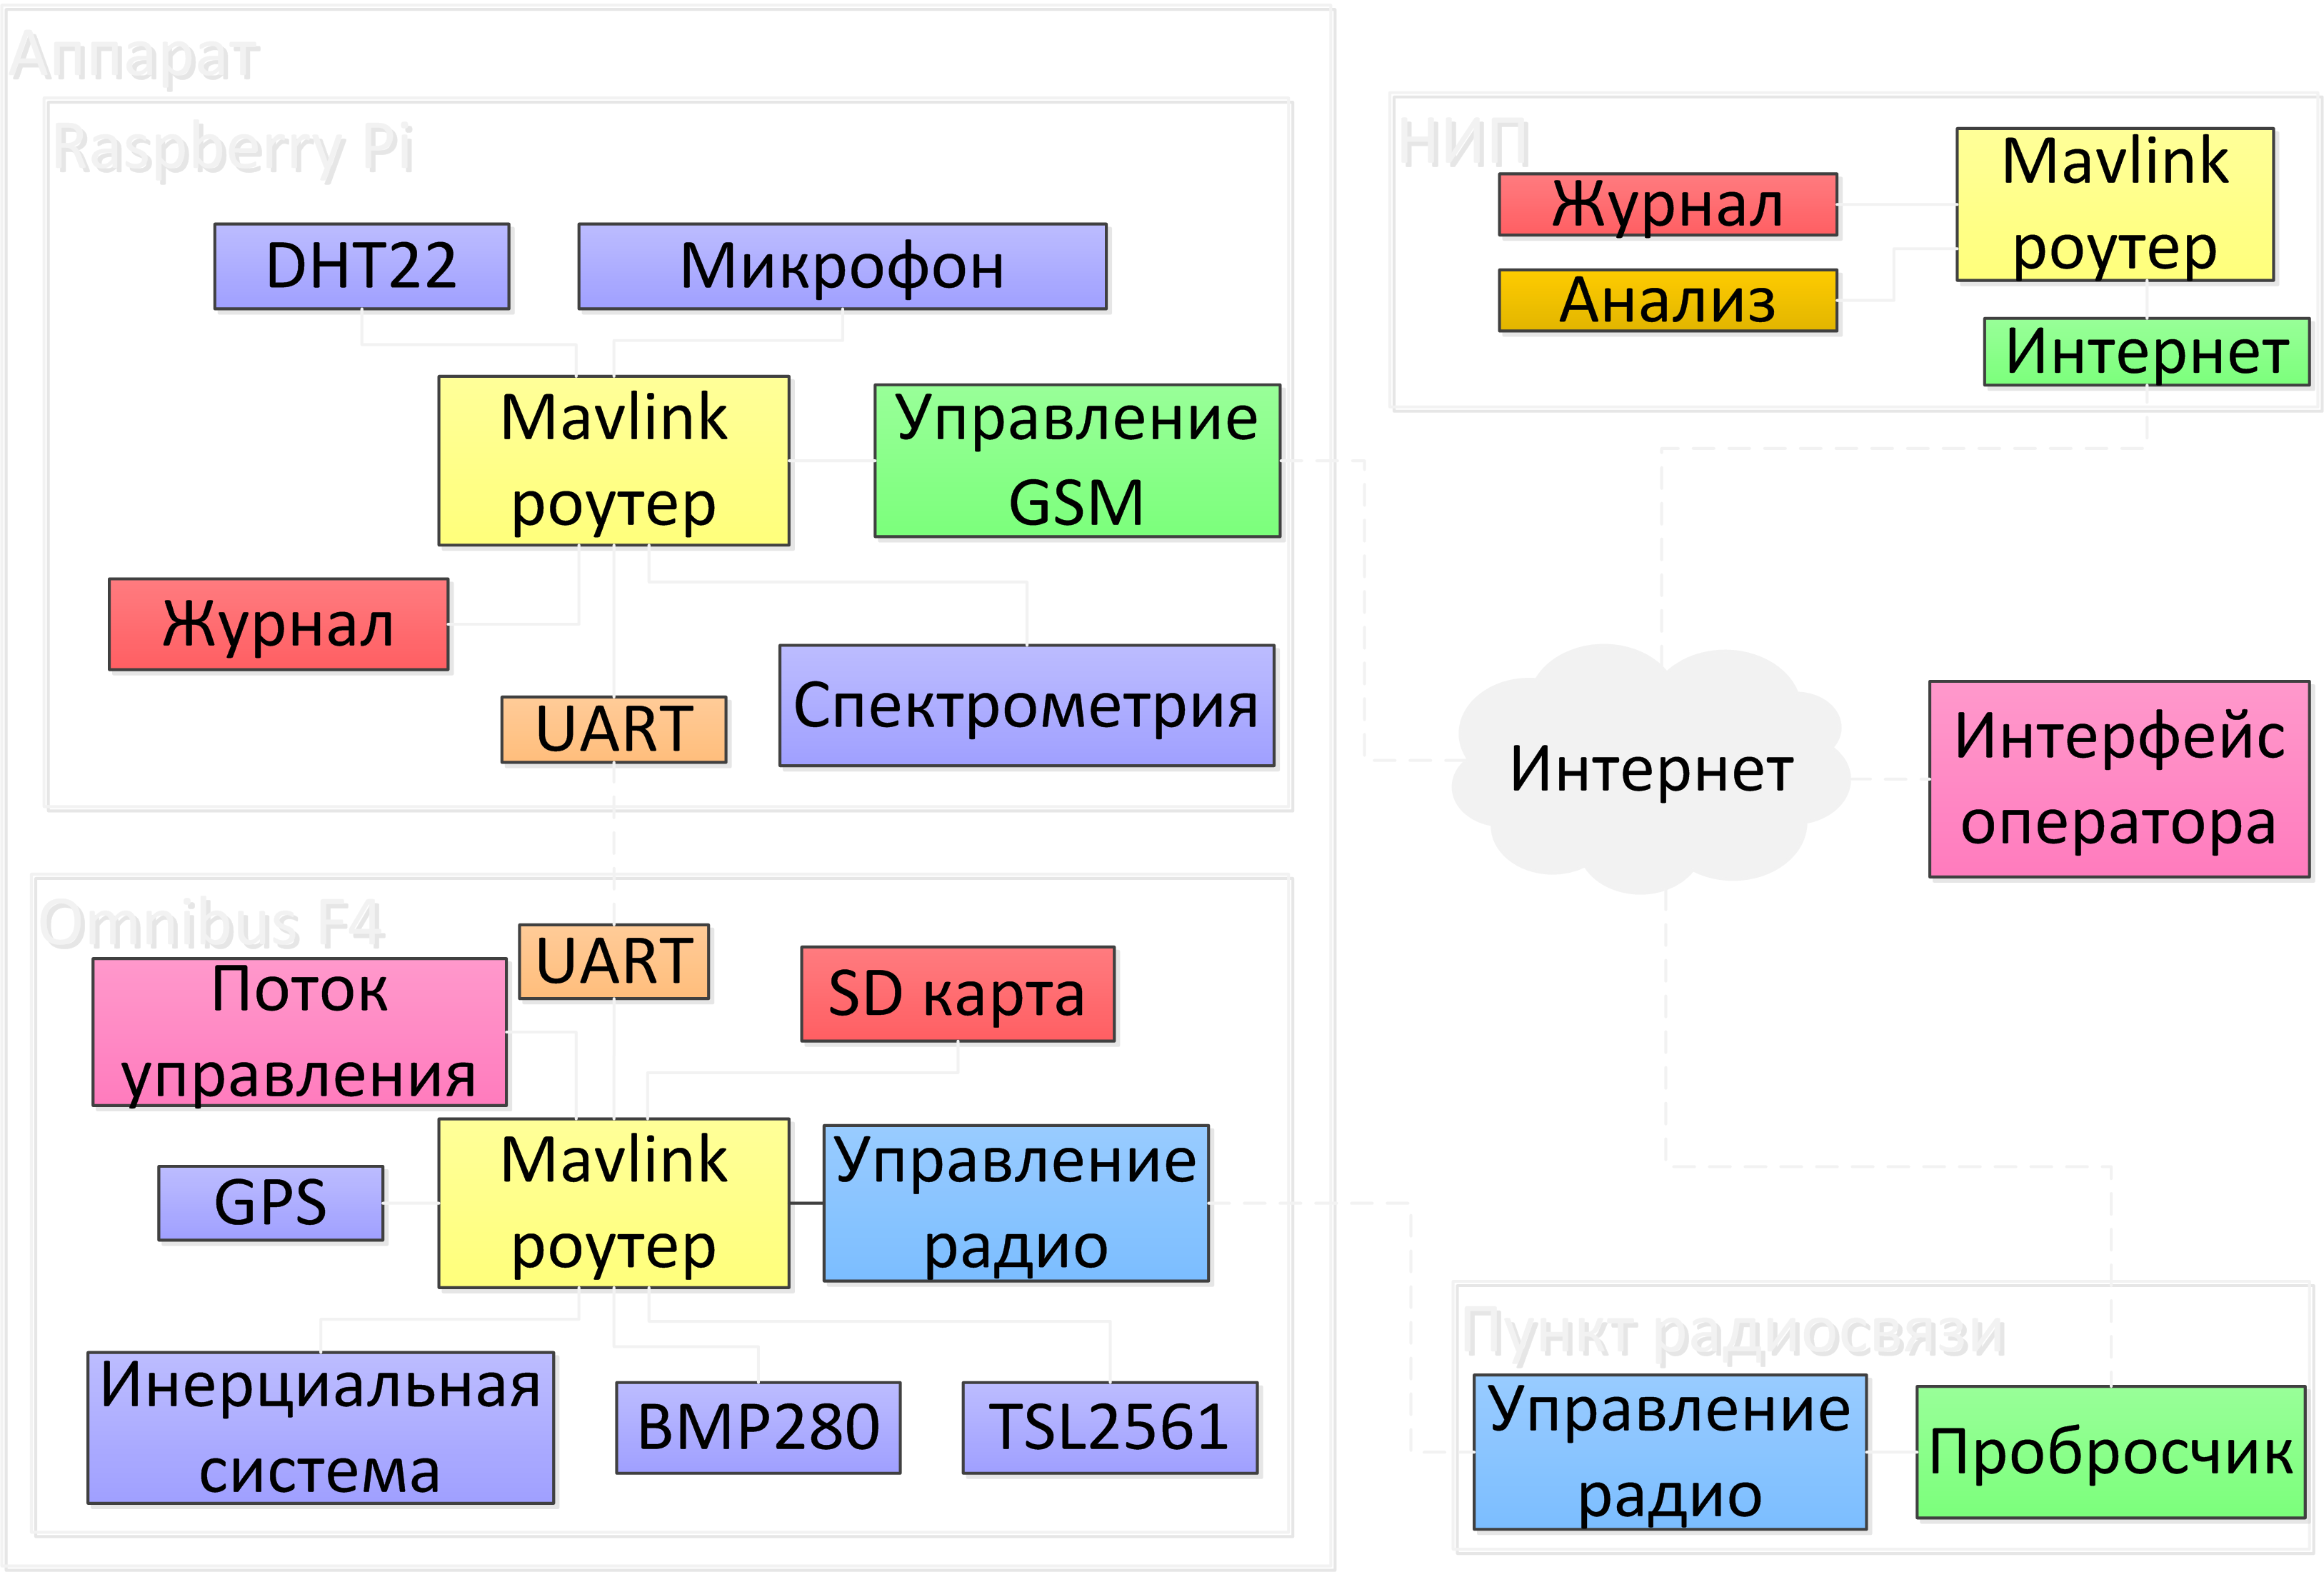 Аппарат
Raspberry Pi
DHT22
Микрофон
Mavlink
роутер
Управление
GSM
Журнал
UART
Спектрометрия
Omnibus F4
UART
SD карта
Поток
управления
GPS
Mavlink
роутер
Управление
радио
Инерциальная
система
BMP280
TSL2561
НИП
Журнал
Анализ
Mavlink
роутер
Интернет
Интернет
Интерфейс
оператора
Пункт радиосвязи
Управление
радио
Пробросчик